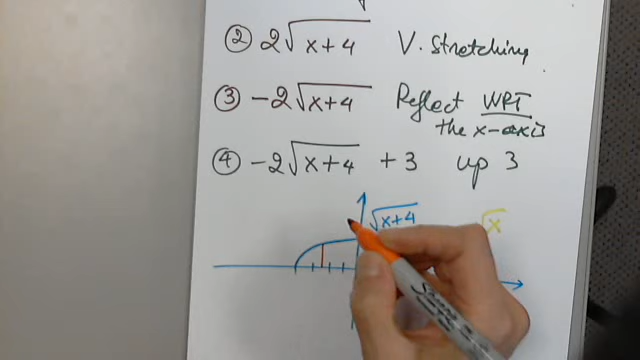 ② 2√(x+4) V. stretching
③ -2√(x+4) Reflect WRT
the x-axis
④ -2√(x+4) +3 up 3
√(x+4)
√x